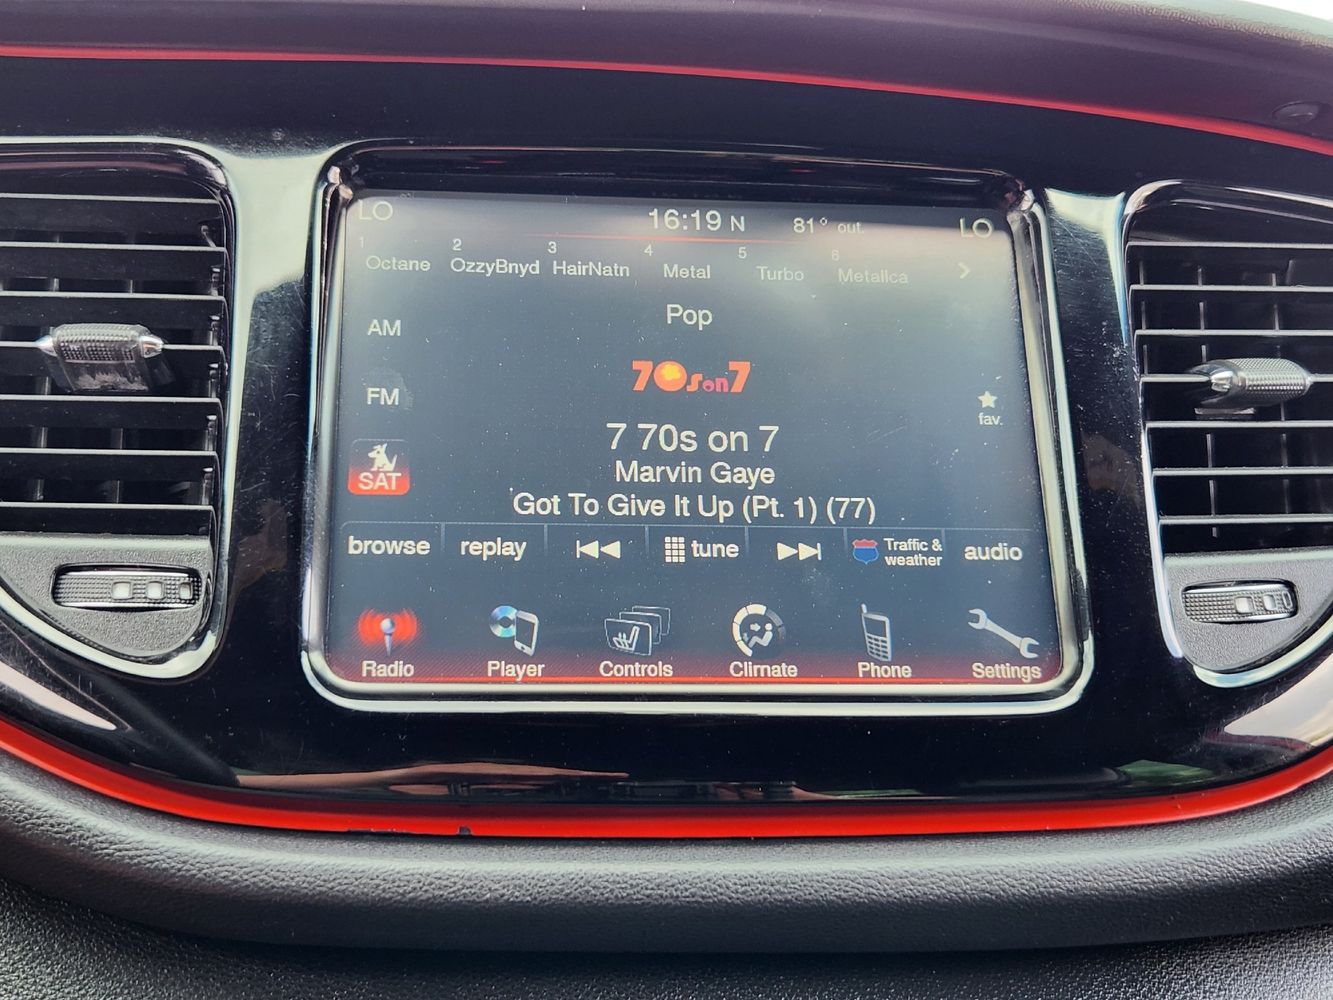 LO 16:19 N 81° out. LO
1 2 3 4 5 6
Octane OzzyBnyd HairNatn Metal Turbo Metallca >
Pop
AM
70s on 7
FM
fav.
7 70s on 7
SAT
Marvin Gaye
Got To Give It Up (Pt. 1) (77)
browse replay tune Traffic & weather audio
Radio Player Controls Climate Phone Settings